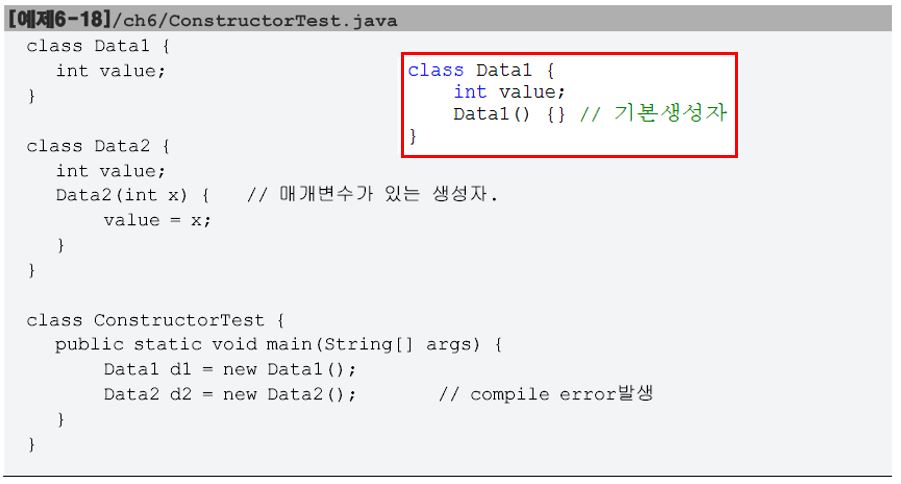 [예제6-18]/ch6/ConstructorTest.java
class Data1 {
int value;
}
class Data1 {
int value;
Data1() {} // 기본생성자
}
class Data2 {
int value;
Data2(int x) { // 매개변수가 있는 생성자.
value = x;
}
}
class ConstructorTest {
public static void main(String[] args) {
Data1 d1 = new Data1();
Data2 d2 = new Data2(); // compile error발생
}
}